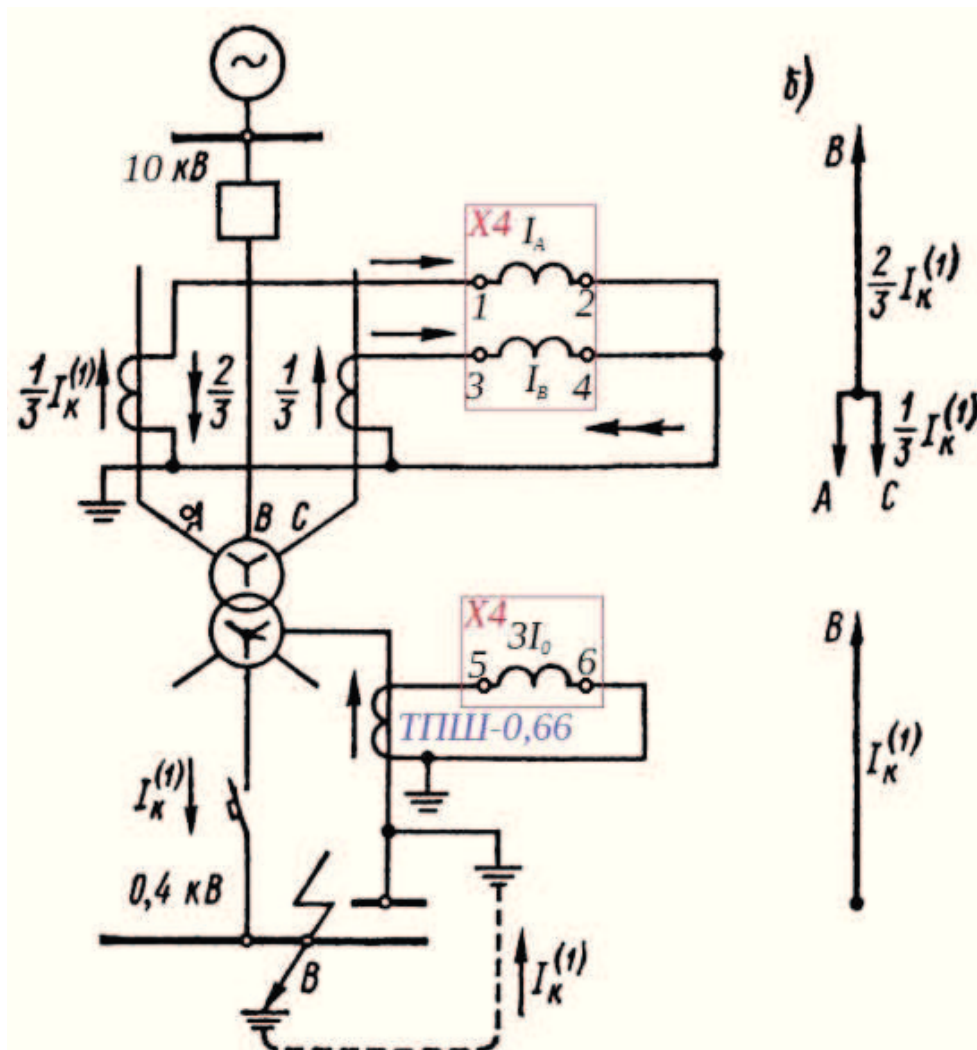 б)
10 кВ
B
X4
I_A
1
2
2/3 I_к^(1)
3
4
I_B
1/3 I_к^(1)
2/3
1/3
1/3 I_к^(1)
A
C
A
B
C
X4
3I_0
5
6
B
ТПШ-0,66
I_к^(1)
I_к^(1)
0,4 кВ
B
I_к^(1)